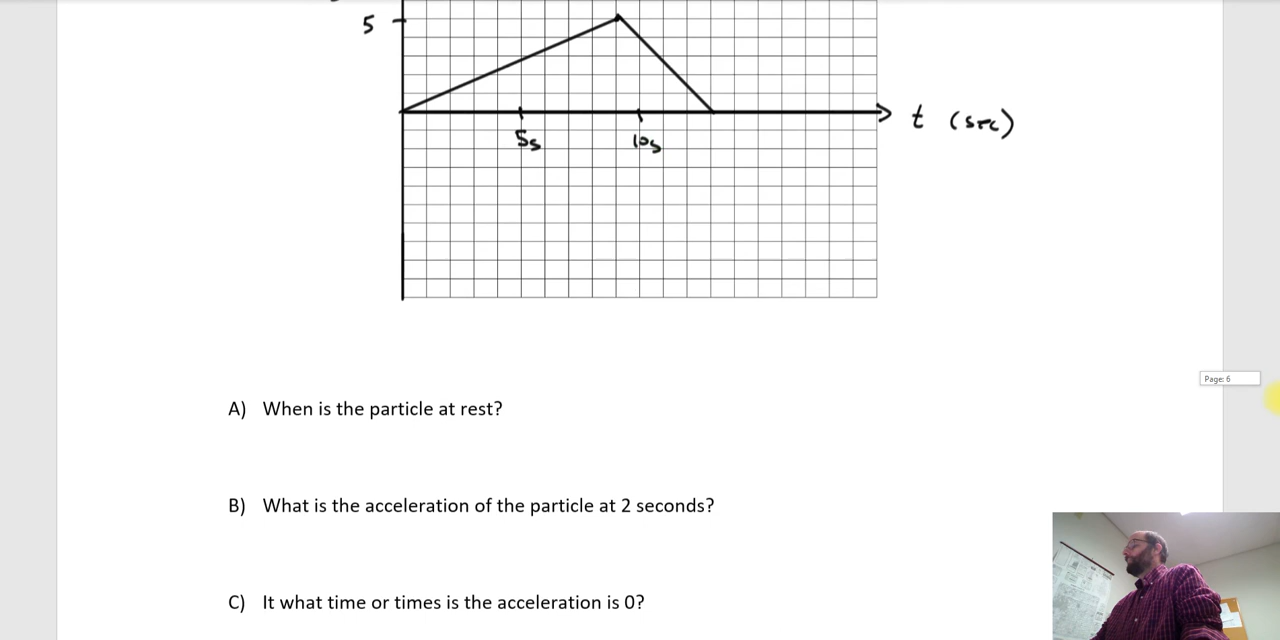 5
5s
10s
t (sec)
Page: 6
A) When is the particle at rest?
B) What is the acceleration of the particle at 2 seconds?
C) It what time or times is the acceleration is 0?